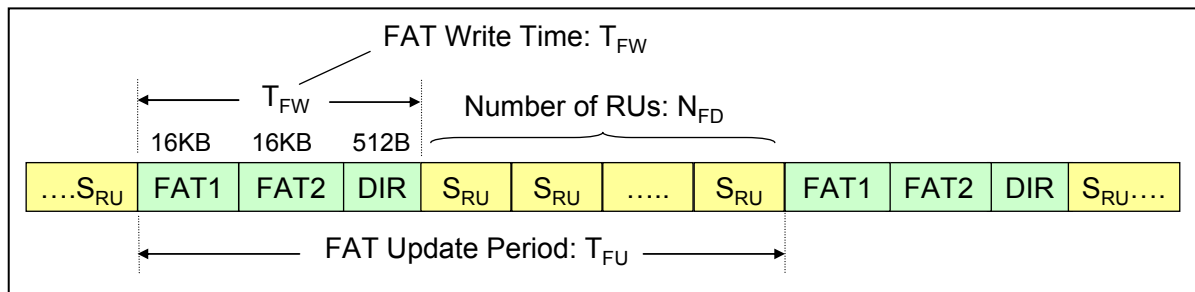 FAT Write Time: T_FW
T_FW
Number of RUs: N_FD
16KB 16KB 512B
….S_RU FAT1 FAT2 DIR S_RU S_RU ….. S_RU FAT1 FAT2 DIR S_RU….
FAT Update Period: T_FU